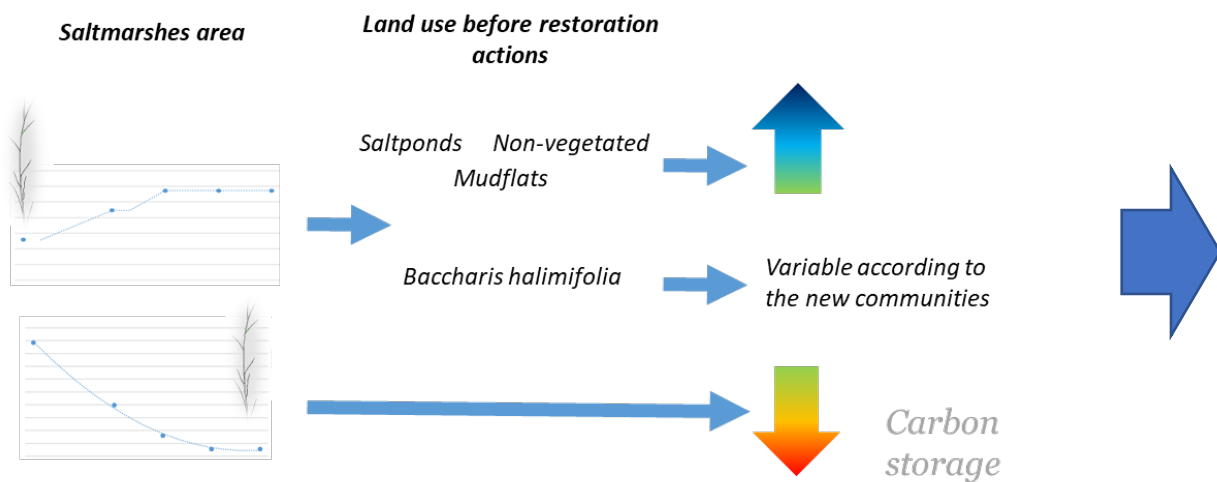 Saltmarshes area
Land use before restoration
actions
Saltponds Non-vegetated
Mudflats
Baccharis halimifolia
Variable according to
the new communities
Carbon
storage